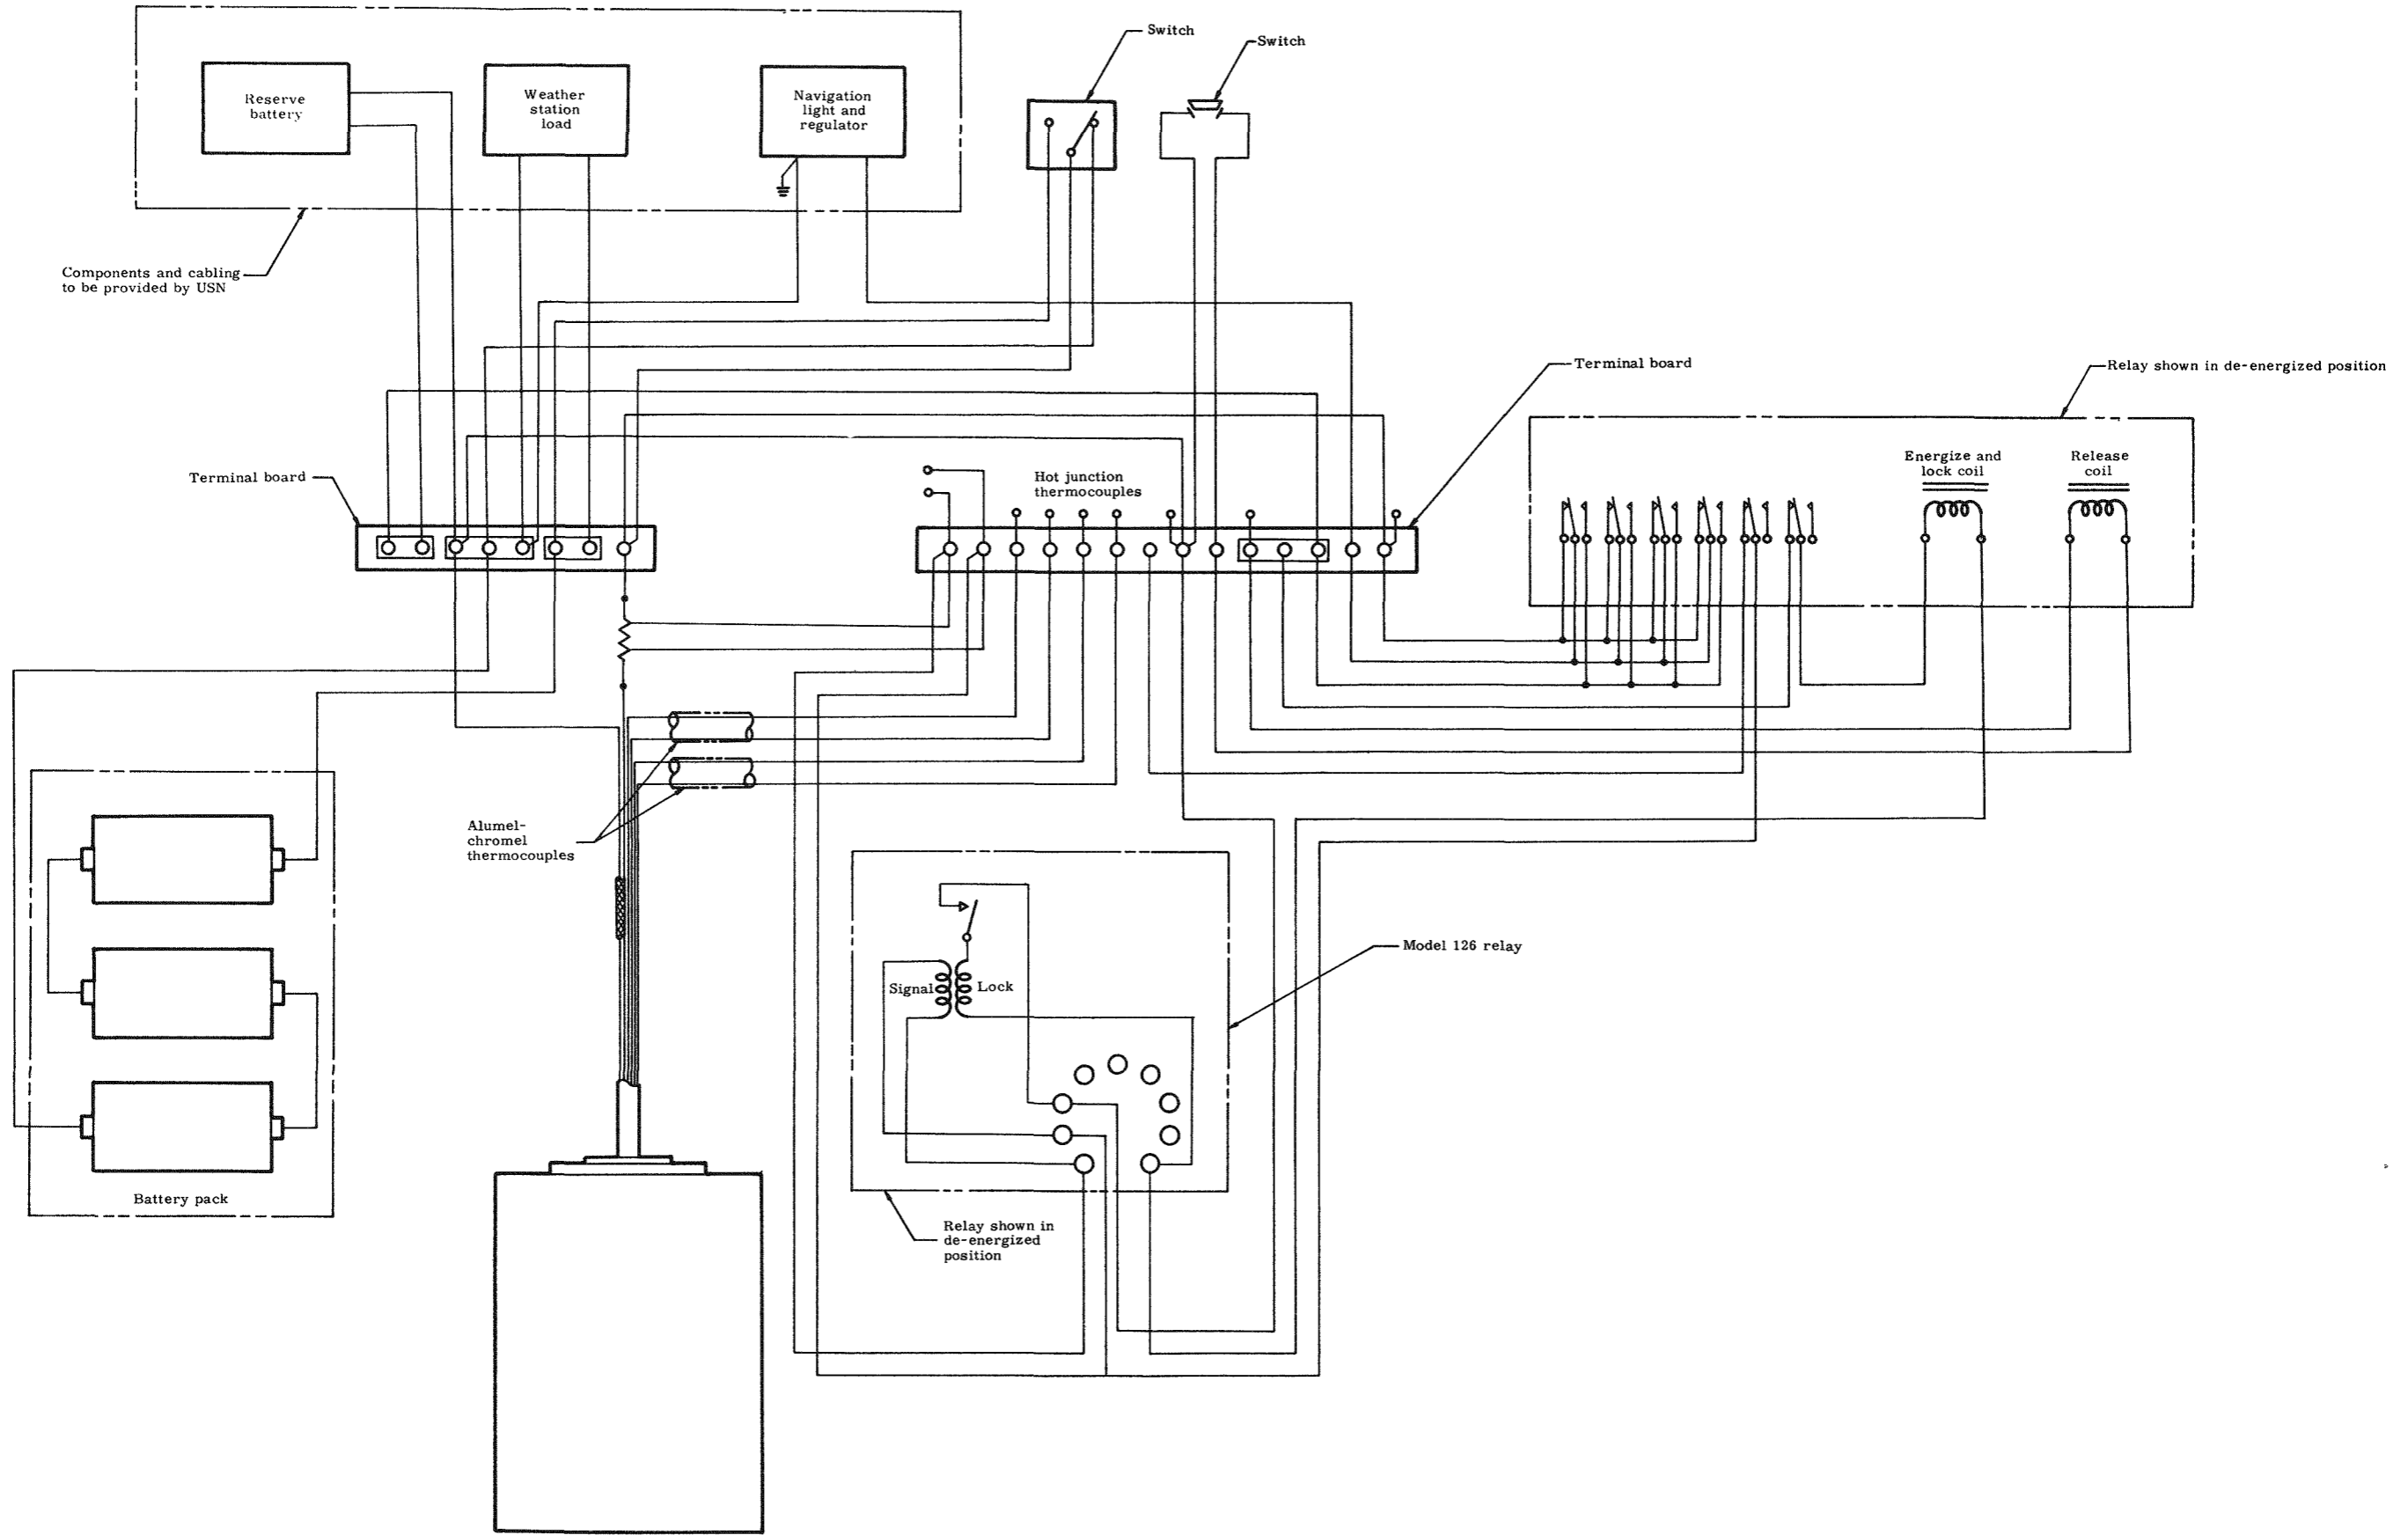 Switch
Switch
Reserve
battery
Weather
station
load
Navigation
light and
regulator
Components and cabling
to be provided by USN
Terminal board
Relay shown in de-energized position
Energize and
lock coil
Release
coil
Terminal board
Hot junction
thermocouples
Alumel-
chromel
thermocouples
Model 126 relay
Signal
Lock
Battery pack
Relay shown in
de-energized
position